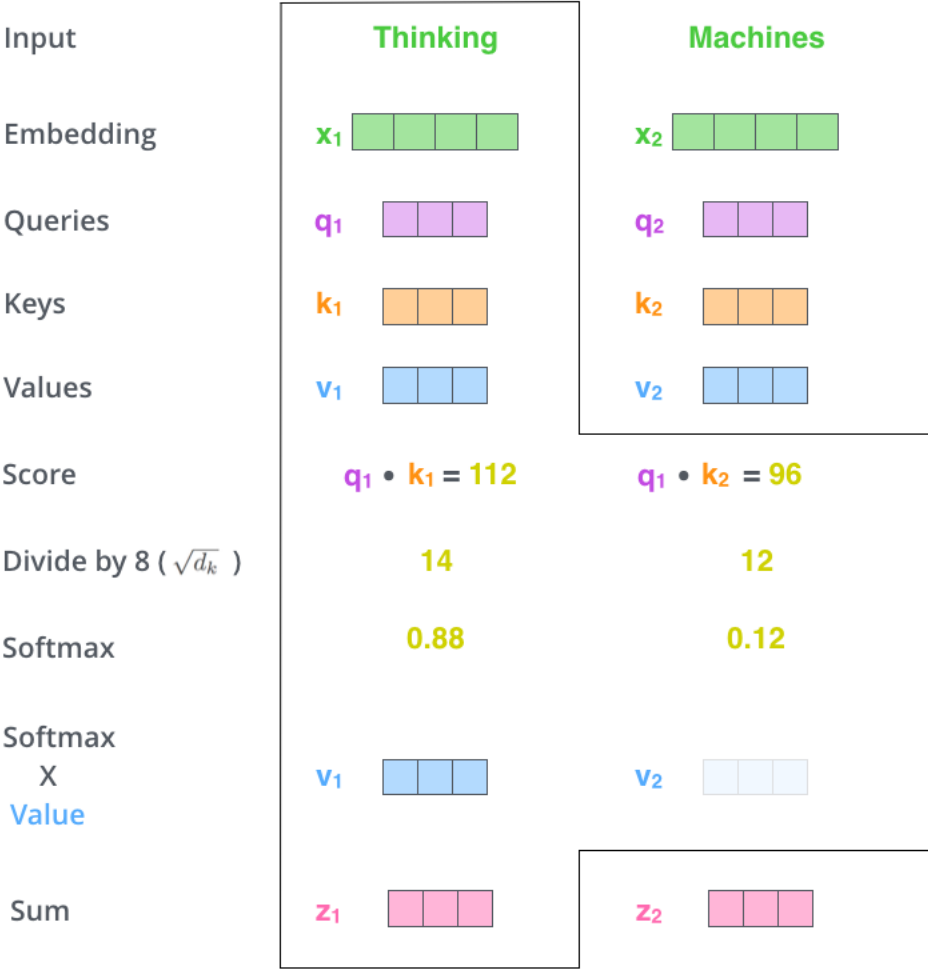 Input Thinking Machines
Embedding x₁ x₂
Queries q₁ q₂
Keys k₁ k₂
Values v₁ v₂
Score q₁ • k₁ = 112 q₁ • k₂ = 96
Divide by 8 ( √dₖ ) 14 12
Softmax 0.88 0.12
Softmax
X
Value v₁ v₂
Sum z₁ z₂